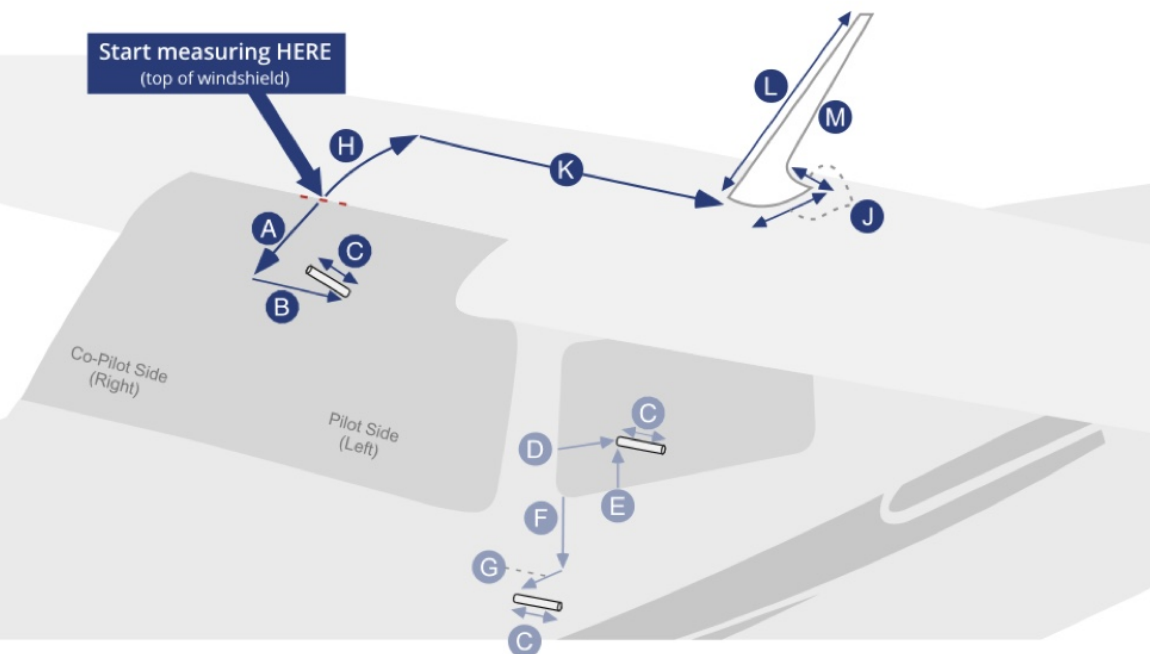 Start measuring HERE
(top of windshield)
L
M
H
K
J
A
C
B
Co-Pilot Side
(Right)
Pilot Side
(Left)
C
D
E
F
G
C